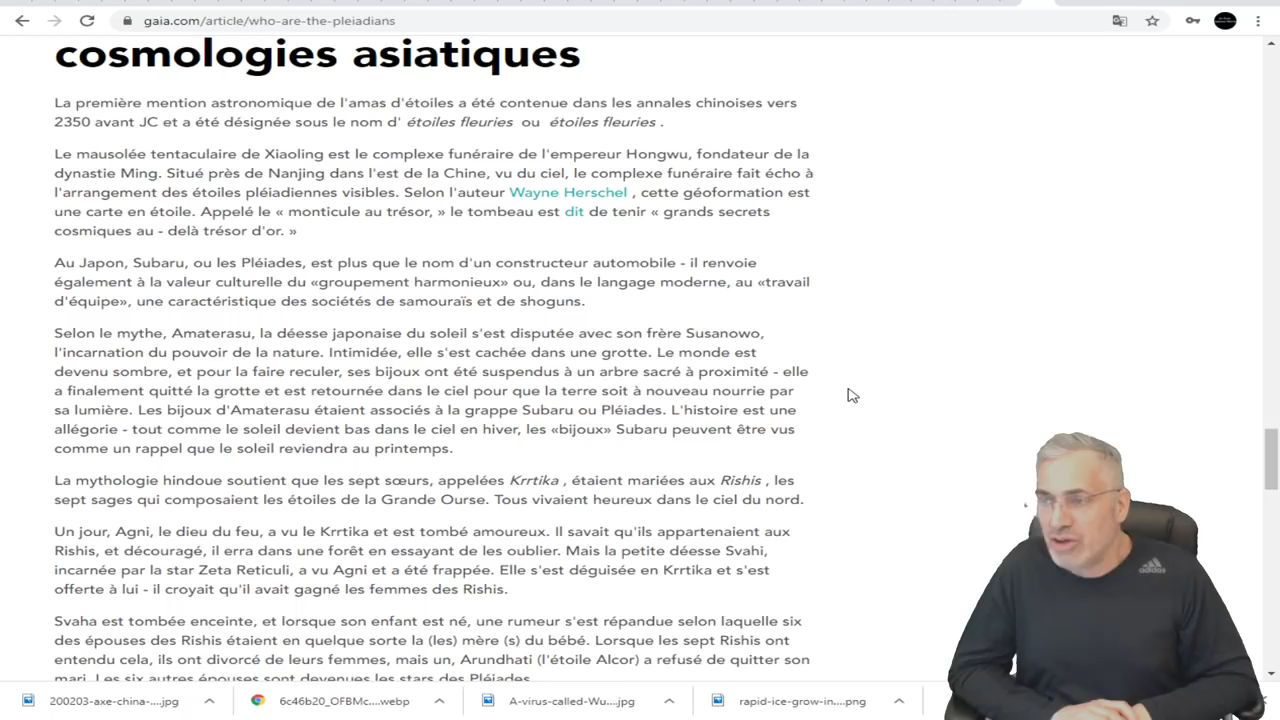 gaia.com/article/who-are-the-pleiadians
cosmologies asiatiques
La première mention astronomique de l'amas d'étoiles a été contenue dans les annales chinoises vers
2350 avant JC et a été désignée sous le nom d' étoiles fleuries ou étoiles fleuries .
Le mausolée tentaculaire de Xiaoling est le complexe funéraire de l'empereur Hongwu, fondateur de la
dynastie Ming. Situé près de Nanjing dans l'est de la Chine, vu du ciel, le complexe funéraire fait écho à
l'arrangement des étoiles pléiadiennes visibles. Selon l'auteur Wayne Herschel , cette géoformation est
une carte en étoile. Appelé le « monticule au trésor, » le tombeau est dit de tenir « grands secrets
cosmiques au - delà trésor d'or. »
Au Japon, Subaru, ou les Pléiades, est plus que le nom d'un constructeur automobile - il renvoie
également à la valeur culturelle du «groupement harmonieux» ou, dans le langage moderne, au «travail
d'équipe», une caractéristique des sociétés de samouraïs et de shoguns.
Selon le mythe, Amaterasu, la déesse japonaise du soleil s'est disputée avec son frère Susanowo,
l'incarnation du pouvoir de la nature. Intimidée, elle s'est cachée dans une grotte. Le monde est
devenu sombre, et pour la faire reculer, ses bijoux ont été suspendus à un arbre sacré à proximité - elle
a finalement quitté la grotte et est retournée dans le ciel pour que la terre soit à nouveau nourrie par
sa lumière. Les bijoux d'Amaterasu étaient associés à la grappe Subaru ou Pléiades. L'histoire est une
allégorie - tout comme le soleil devient bas dans le ciel en hiver, les «bijoux» Subaru peuvent être vus
comme un rappel que le soleil reviendra au printemps.
La mythologie hindoue soutient que les sept sœurs, appelées Krrtika , étaient mariées aux Rishis , les
sept sages qui composaient les étoiles de la Grande Ourse. Tous vivaient heureux dans le ciel du nord.
Un jour, Agni, le dieu du feu, a vu le Krrtika et est tombé amoureux. Il savait qu'ils appartenaient aux
Rishis, et découragé, il erra dans une forêt en essayant de les oublier. Mais la petite déesse Svahi,
incarnée par la star Zeta Reticuli, a vu Agni et a été frappée. Elle s'est déguisée en Krrtika et s'est
offerte à lui - il croyait qu'il avait gagné les femmes des Rishis.
Svaha est tombée enceinte, et lorsque son enfant est né, une rumeur s'est répandue selon laquelle six
des épouses des Rishis étaient en quelque sorte la (les) mère (s) du bébé. Lorsque les sept Rishis ont
entendu cela, ils ont divorcé de leurs femmes, mais un, Arundhati (l'étoile Alcor) a refusé de quitter son
mari. Les six autres épouses sont devenues les stars des Pléiades.
adidas
200203-axe-china-....jpg
6c46b20_OFBMc....webp
A-virus-called-Wu....jpg
rapid-ice-grow-in....png